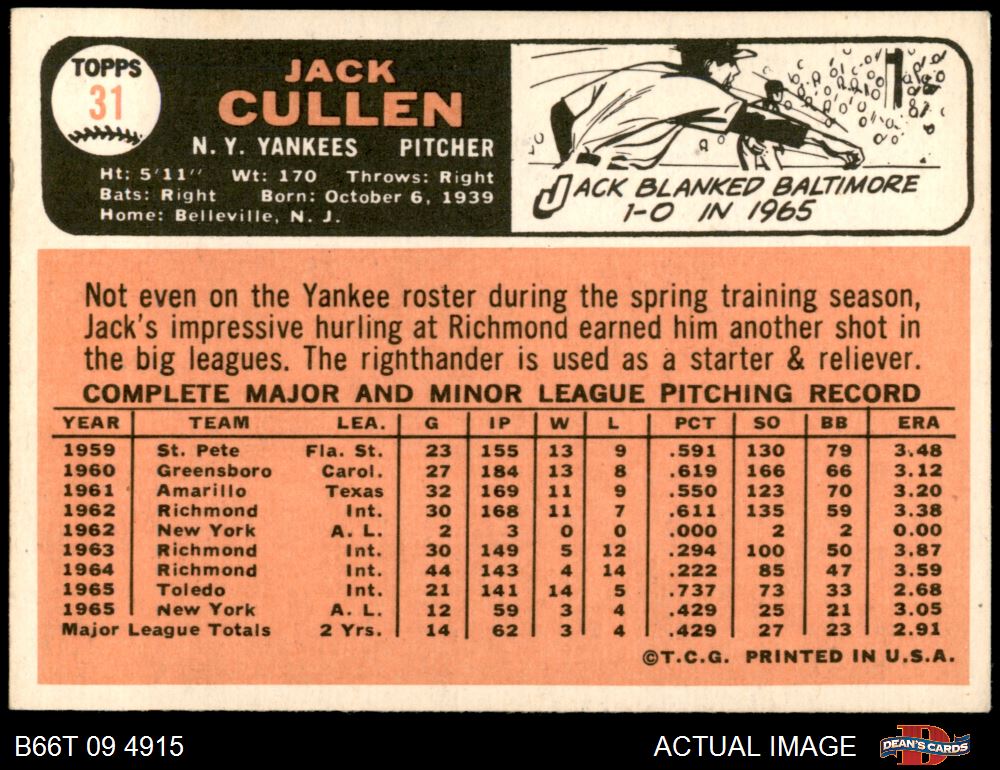 TOPPS
31
JACK
CULLEN
N. Y. YANKEES PITCHER
Ht: 5'11" Wt: 170 Throws: Right
Bats: Right Born: October 6, 1939
Home: Belleville, N. J.
JACK BLANKED BALTIMORE
1-0 IN 1965
Not even on the Yankee roster during the spring training season,
Jack's impressive hurling at Richmond earned him another shot in
the big leagues. The righthander is used as a starter & reliever.
COMPLETE MAJOR AND MINOR LEAGUE PITCHING RECORD
YEAR TEAM LEA. G IP W L PCT SO BB ERA
1959 St. Pete Fla. St. 23 155 13 9 .591 130 79 3.48
1960 Greensboro Carol. 27 184 13 8 .619 166 66 3.12
1961 Amarillo Texas 32 169 11 9 .550 123 70 3.20
1962 Richmond Int. 30 168 11 7 .611 135 59 3.38
1962 New York A. L. 2 3 0 0 .000 2 2 0.00
1963 Richmond Int. 30 149 5 12 .294 100 50 3.87
1964 Richmond Int. 44 143 4 14 .222 85 47 3.59
1965 Toledo Int. 21 141 14 5 .737 73 33 2.68
1965 New York A. L. 12 59 3 4 .429 25 21 3.05
Major League Totals 2 Yrs. 14 62 3 4 .429 27 23 2.91
©T.C.G. PRINTED IN U.S.A.
B66T 09 4915 ACTUAL IMAGE DEAN'S CARDS